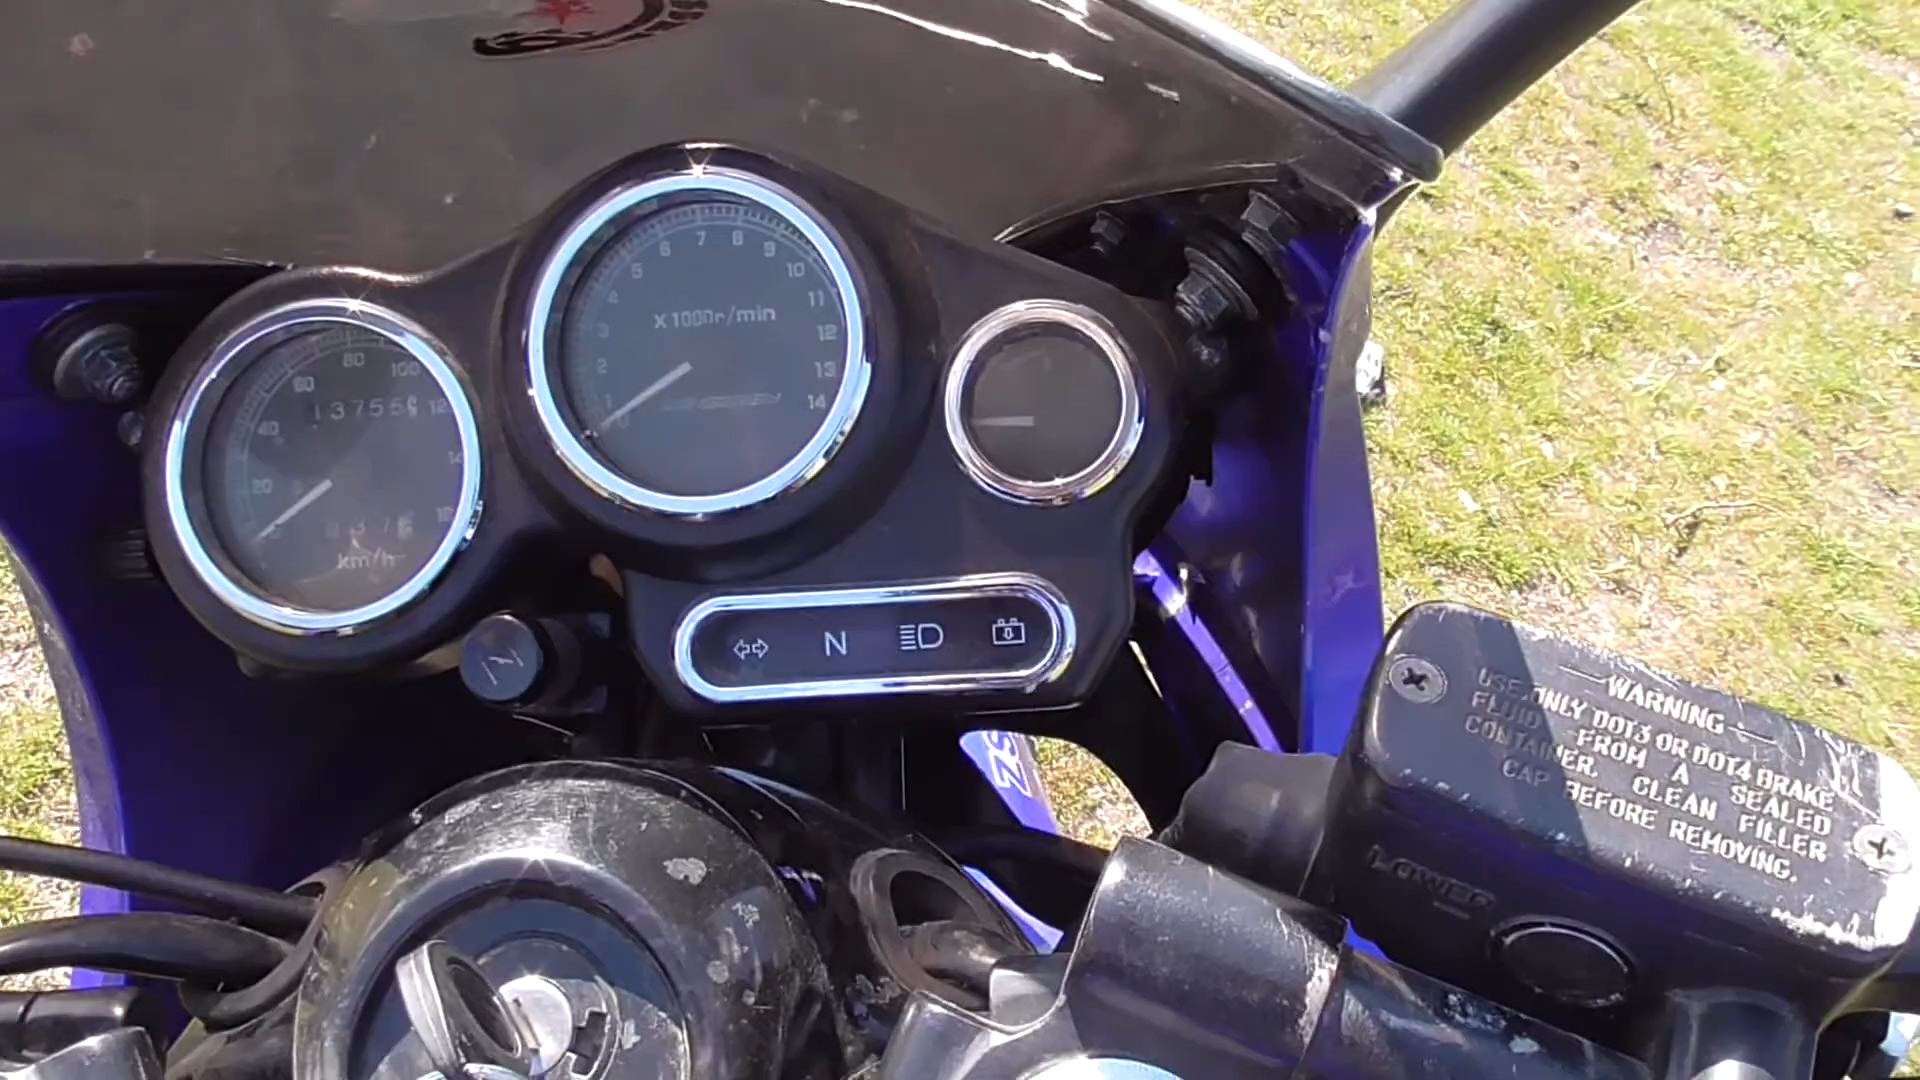 7
6
8
5
9
4
10
3
11
X1000r/min
2
12
1
13
0
14
80
60
100
40
20
km/h
N
ZS
WARNING
USE ONLY DOT3 OR DOT4 BRAKE
FLUID FROM A SEALED
CONTAINER. CLEAN FILLER
CAP BEFORE REMOVING.
LOWER